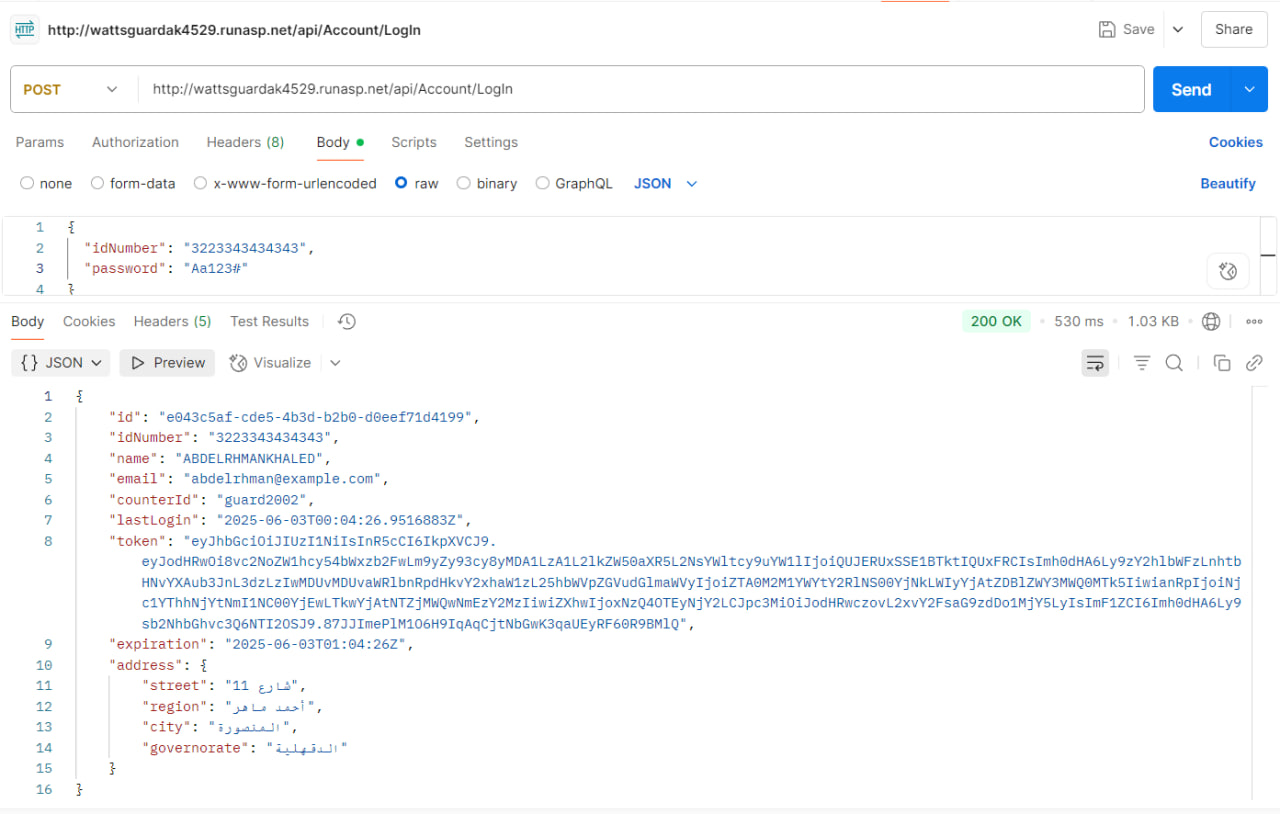 HTTP http://wattsguardak4529.runasp.net/api/Account/LogIn Save Share
POST http://wattsguardak4529.runasp.net/api/Account/LogIn Send
Params Authorization Headers (8) Body Scripts Settings Cookies
none form-data x-www-form-urlencoded raw binary GraphQL JSON Beautify
1 {
2 "idNumber": "3223343434343",
3 "password": "Aa123#"
4 }
Body Cookies Headers (5) Test Results 200 OK • 530 ms • 1.03 KB •
{} JSON Preview Visualize
1 {
2 "id": "e043c5af-cde5-4b3d-b2b0-d0eef71d4199",
3 "idNumber": "3223343434343",
4 "name": "ABDELRHMANKHALED",
5 "email": "abdelrhman@example.com",
6 "counterId": "guard2002",
7 "lastLogin": "2025-06-03T00:04:26.9516883Z",
8 "token": "eyJhbGciOiJIUzI1NiIsInR5cCI6IkpXVCJ9.
eyJodHRwOi8vc2NoZW1hcy54bWxzb2FwLm9yZy93cy8yMDA1LzA1L2lkZW50aXR5L2NsYWltcy9uYW1lIjoiQUJERUxSSE1BTktIQUxFRCIsImh0dHA6Ly9zY2hlbWFzLnhtb
HNvYXAub3JnL3dzLzIwMDUvMDUvaWRlbnRpdHkvY2xhaW1zL25hbWVpZGVudGlmaWVyIjoiZTA0M2M1YWYtY2RlNS00YjNkLWIyYjAtZDBlZWY3MWQ0MTk5IiwianRpIjoiNj
c1YThhNjYtNmI1NC00YjEwLTkwYjAtNTZjMWQwNmEzY2MzIiwiZXhwIjoxNzQ4OTEyNjY2LCJpc3MiOiJodHRwczovL2xvY2FsaG9zdDo1MjY5LyIsImF1ZCI6Imh0dHA6Ly9
sb2NhbGhvc3Q6NTI2OSJ9.87JJImePlM1O6H9IqAqCjtNbGwK3qaUEyRF60R9BMlQ",
9 "expiration": "2025-06-03T01:04:26Z",
10 "address": {
11 "street": "شارع 11",
12 "region": "أحمد ماهر",
13 "city": "المنصورة",
14 "governorate": "الدقهلية"
15 }
16 }